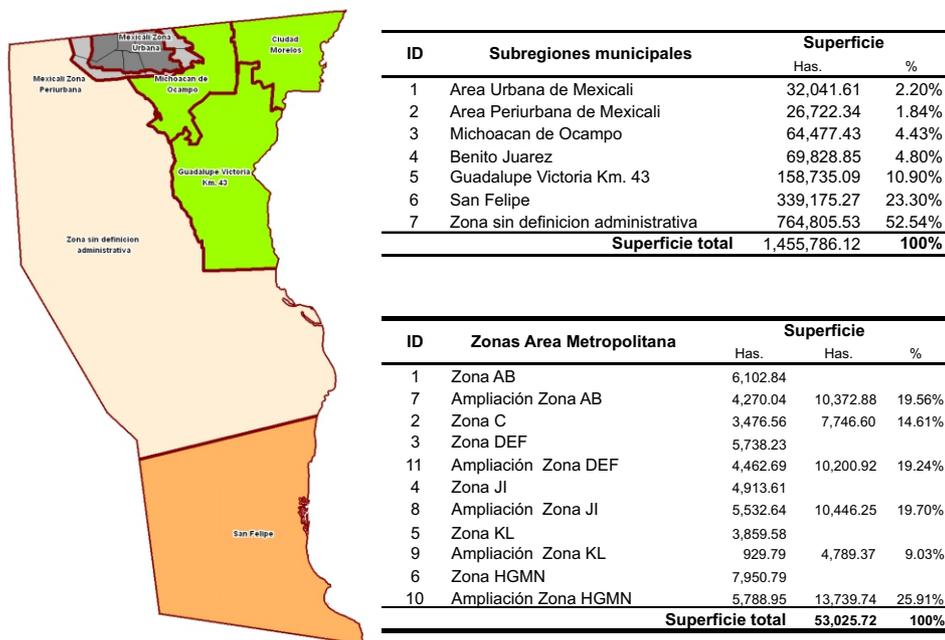 Mexicali Zona
Urbana
Ciudad
Morelos
Mexicali Zona
Periurbana
Michoacan de
Ocampo
Guadalupe Victoria
Km. 43
Zona sin definicion
administrativa
San Felipe
ID Subregiones municipales Superficie
Has. %
1 Area Urbana de Mexicali 32,041.61 2.20%
2 Area Periurbana de Mexicali 26,722.34 1.84%
3 Michoacan de Ocampo 64,477.43 4.43%
4 Benito Juarez 69,828.85 4.80%
5 Guadalupe Victoria Km. 43 158,735.09 10.90%
6 San Felipe 339,175.27 23.30%
7 Zona sin definicion administrativa 764,805.53 52.54%
Superficie total 1,455,786.12 100%
ID Zonas Area Metropolitana Superficie
Has. Has. %
1 Zona AB 6,102.84
7 Ampliación Zona AB 4,270.04 10,372.88 19.56%
2 Zona C 3,476.56 7,746.60 14.61%
3 Zona DEF 5,738.23
11 Ampliación Zona DEF 4,462.69 10,200.92 19.24%
4 Zona JI 4,913.61
8 Ampliación Zona JI 5,532.64 10,446.25 19.70%
5 Zona KL 3,859.58
9 Ampliación Zona KL 929.79 4,789.37 9.03%
6 Zona HGMN 7,950.79
10 Ampliación Zona HGMN 5,788.95 13,739.74 25.91%
Superficie total 53,025.72 100%